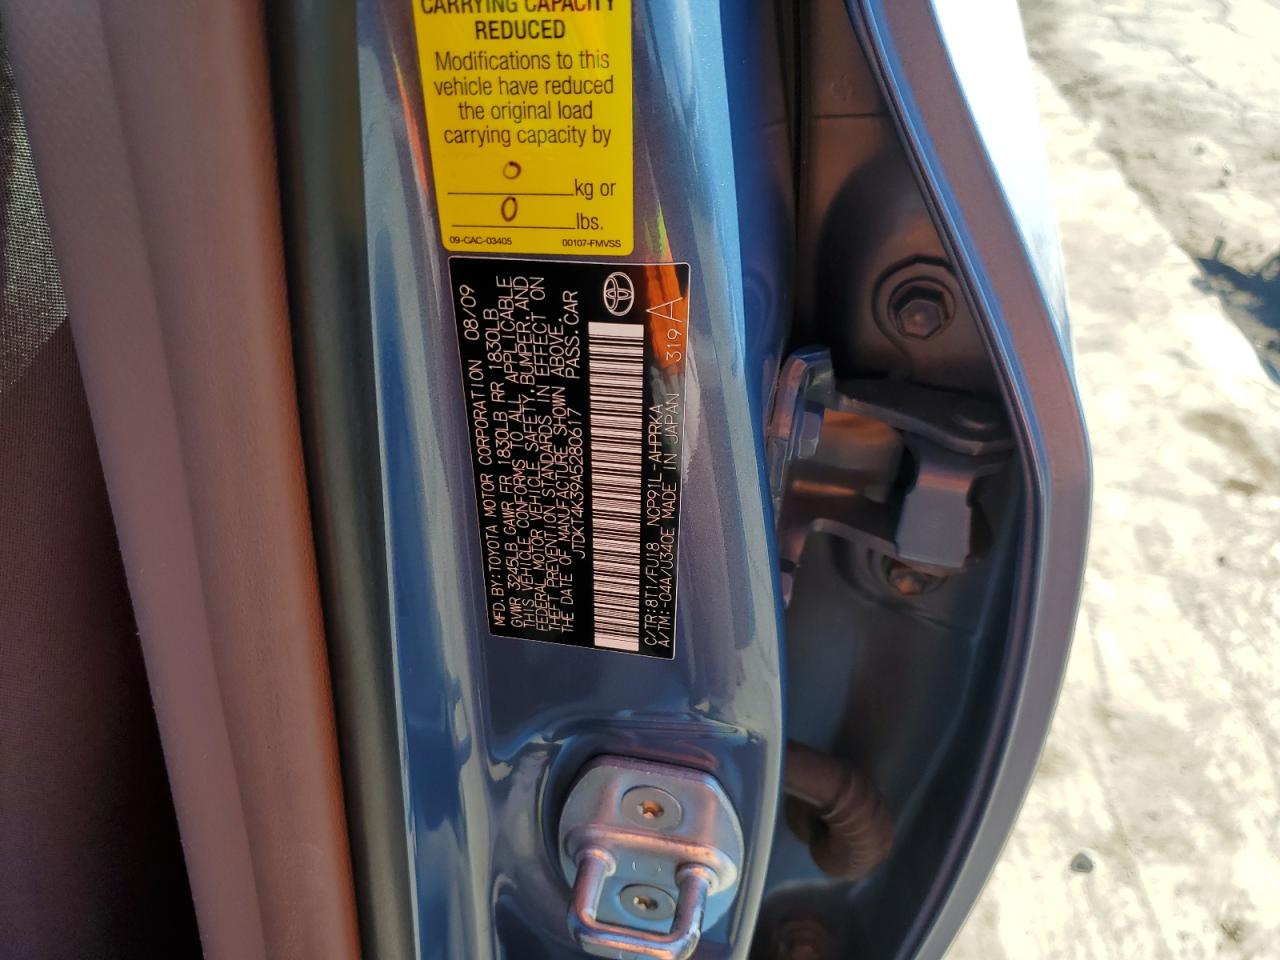 CARRYING CAPACITY
REDUCED
Modifications to this
vehicle have reduced
the original load
carrying capacity by
0 kg or
0 lbs.
09-CAC-03405 00107-FMVSS
MFD. BY: TOYOTA MOTOR CORPORATION 08/09
GVWR 3245LB GAWR FR 1830LB RR 1830LB
THIS VEHICLE CONFORMS TO ALL APPLICABLE
FEDERAL MOTOR VEHICLE SAFETY, BUMPER, AND
THEFT PREVENTION STANDARDS IN EFFECT ON
THE DATE OF MANUFACTURE SHOWN ABOVE.
JTDKT4K39A5280617 PASS. CAR
C/TR:8T7/FU18 NCP91L-AHPRKA
A/TM:-04A/U340E MADE IN JAPAN 319A